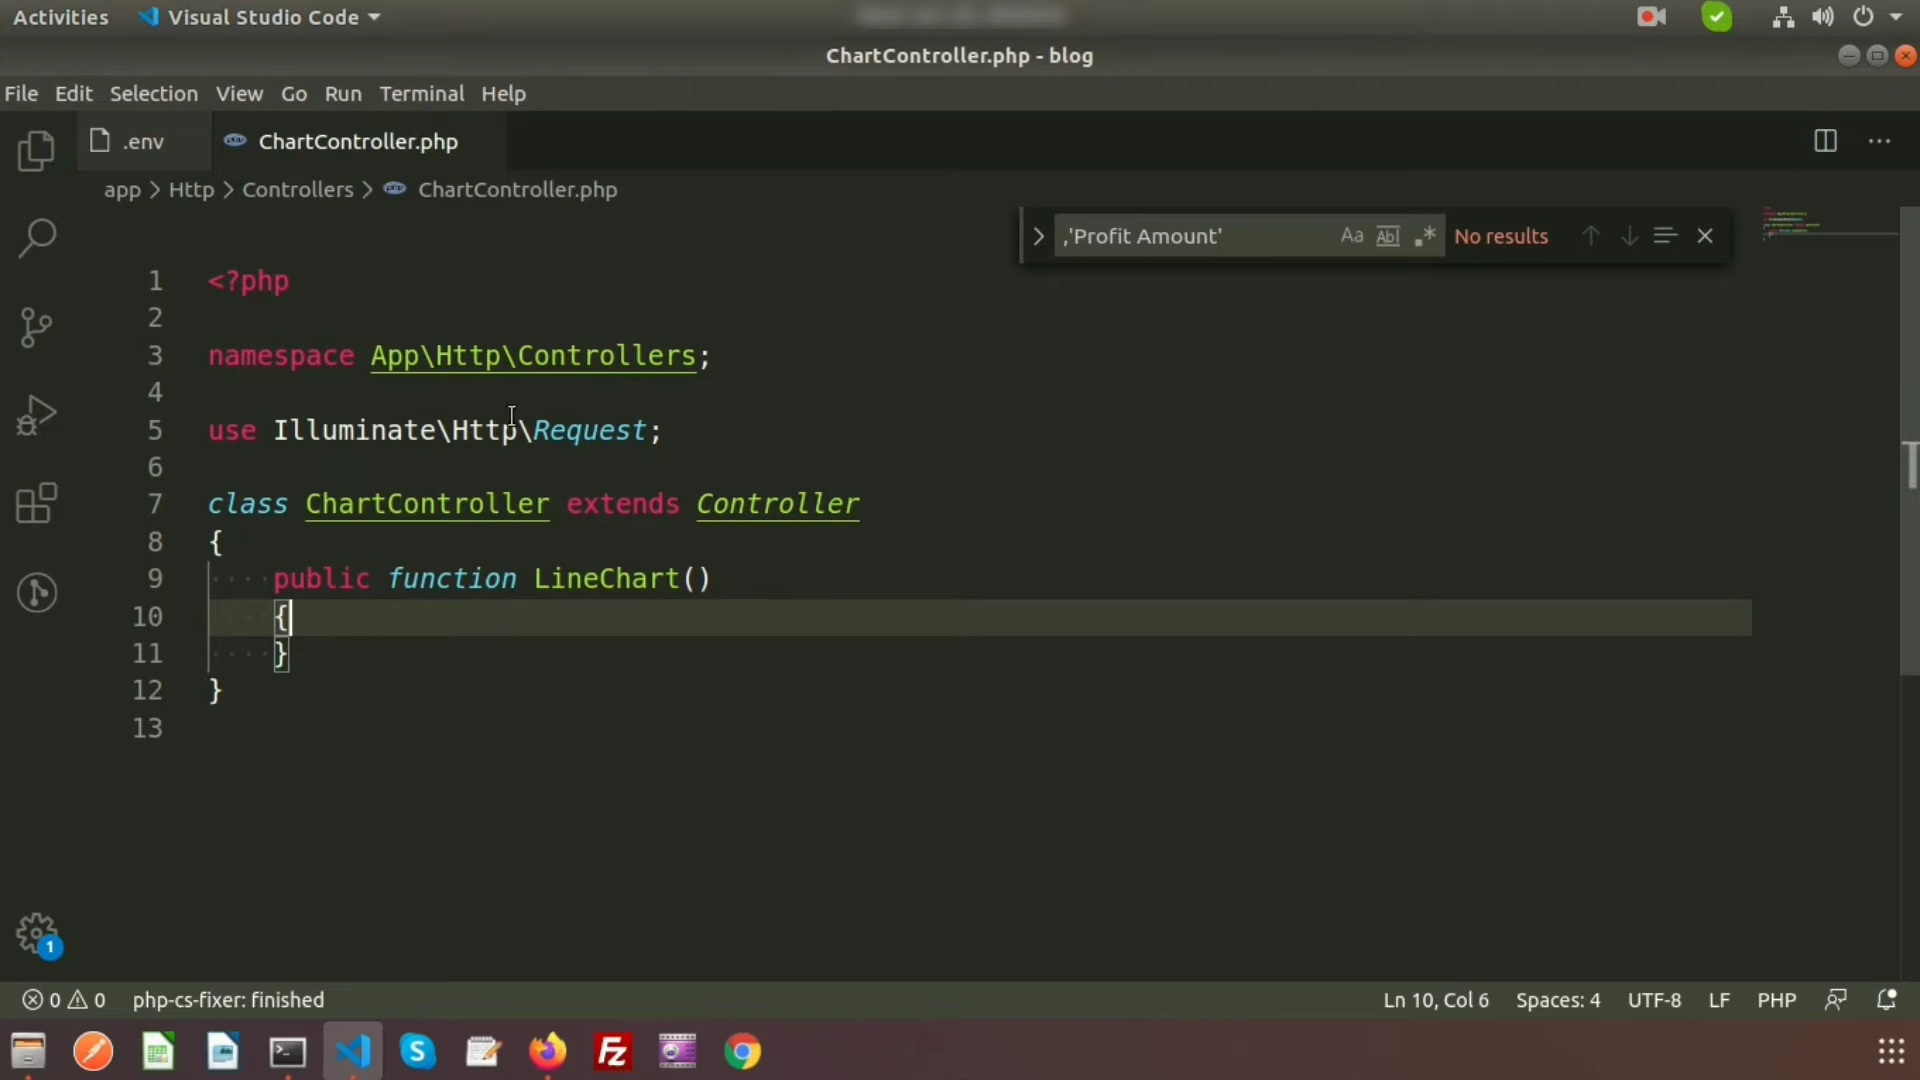 Activities Visual Studio Code
ChartController.php - blog
File Edit Selection View Go Run Terminal Help
.env ChartController.php
app > Http > Controllers > ChartController.php
,'Profit Amount' Aa Abl .* No results
1 <?php
2
3 namespace App\Http\Controllers;
4
5 use Illuminate\Http\Request;
6
7 class ChartController extends Controller
8 {
9 ····public function LineChart()
10 ····{
11 ····}
12 }
13
1
0 0 php-cs-fixer: finished Ln 10, Col 6 Spaces: 4 UTF-8 LF PHP
S Fz